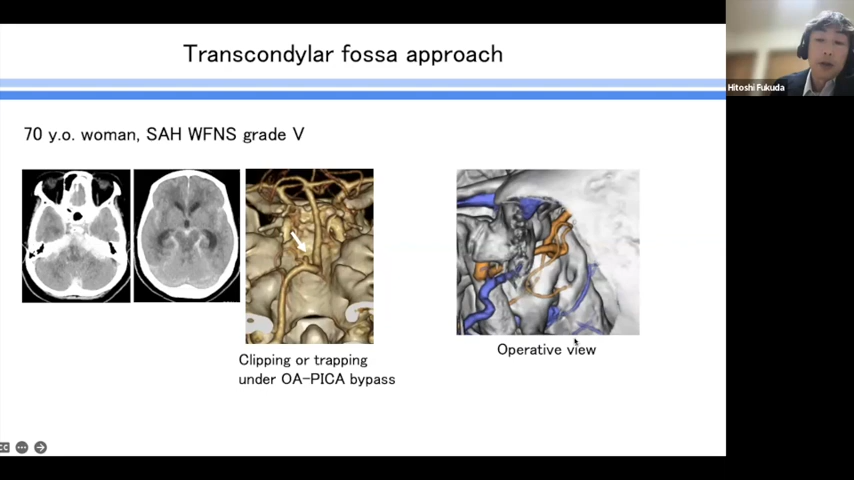 Transcondylar fossa approach
Hitoshi Fukuda
70 y.o. woman, SAH WFNS grade V
Clipping or trapping
under OA-PICA bypass
Operative view
CC